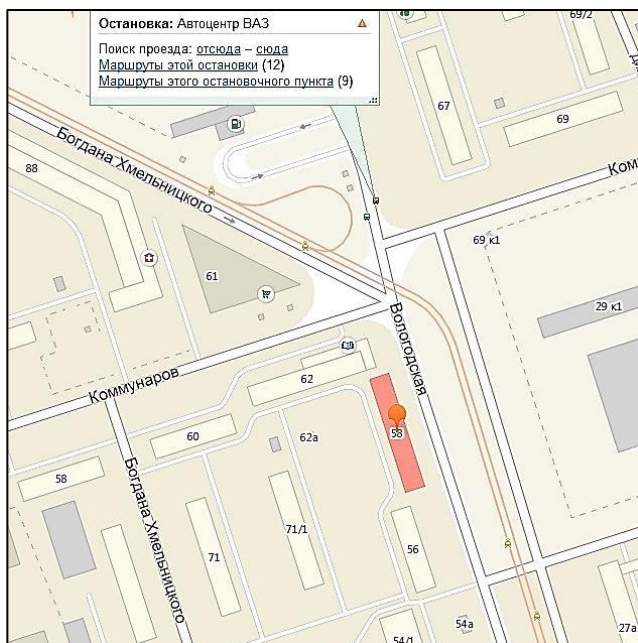 Остановка: Автоцентр ВАЗ
Поиск проезда: отсюда – сюда
Маршруты этой остановки (12)
Маршруты этого остановочного пункта (9)
69/2
67
69
Богдана Хмельницкого
88
Ком
69 к1
61
29 к1
Вологодская
Коммунаров
62
58
60
62а
58
Богдана Хмельницкого
71
71/1
56
54а
54/1
27а